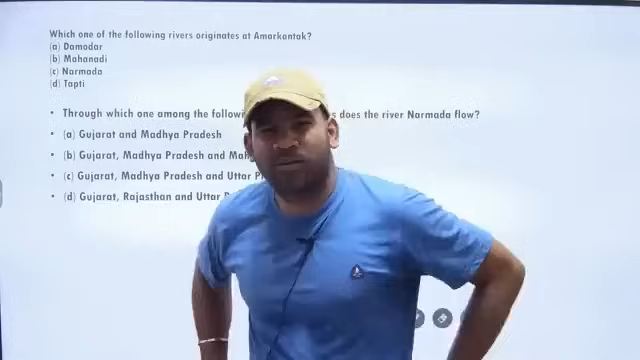 Which one of the following rivers originates at Amarkantak?
(a) Damodar
(b) Mahanadi
(c) Narmada
(d) Tapti
• Through which one among the does the river Narmada flow?
• (a) Gujarat and Madhya Pradesh
• (b) Gujarat, Madhya Pradesh and
• (c) Gujarat, Madhya Pradesh and Uttar
• (d) Gujarat, Rajasthan and Uttar